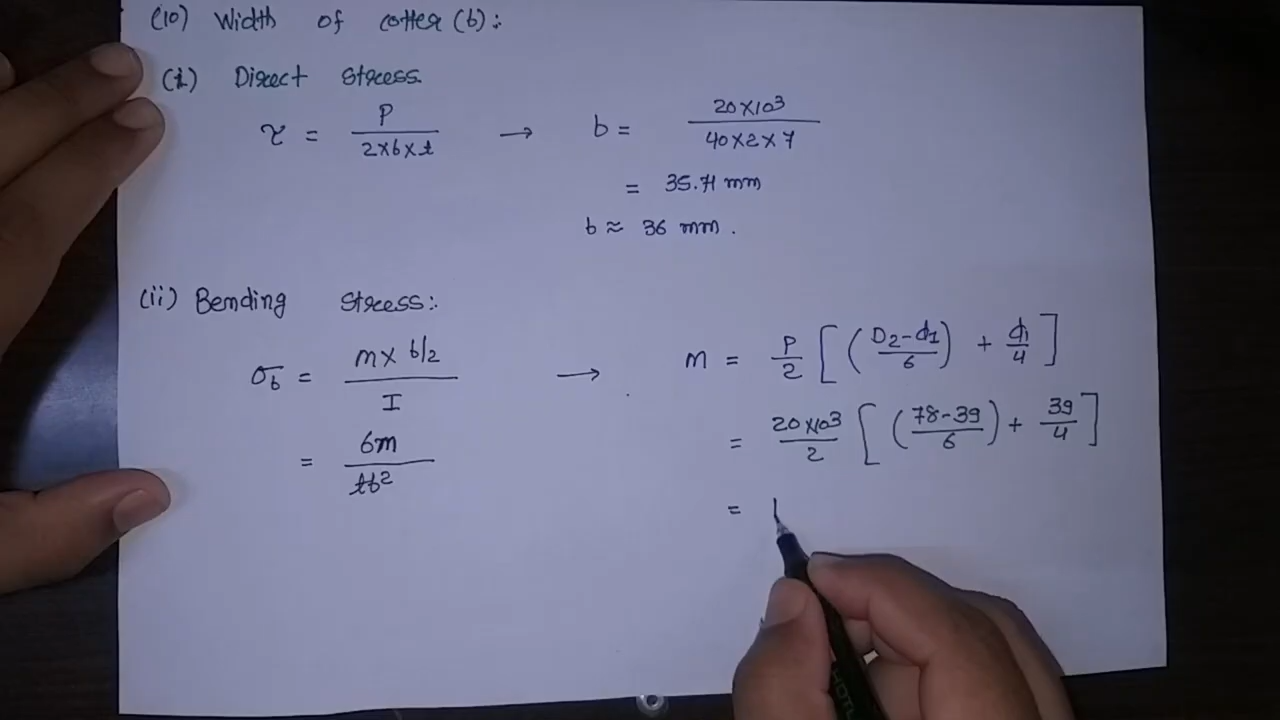 (10) Width of cotter (b):
(i) Direct stress
τ = P / 2×b×t → b = 20×10³ / 40×2×7
= 35.71 mm
b ≈ 36 mm.
(ii) Bending stress:
σb = m× b/2 / I → m = P/2 [ (D2-d1 / 6) + d1/4 ]
= 6m / tb² = 20×10³ / 2 [ (78-39 / 6) + 39/4 ]
=